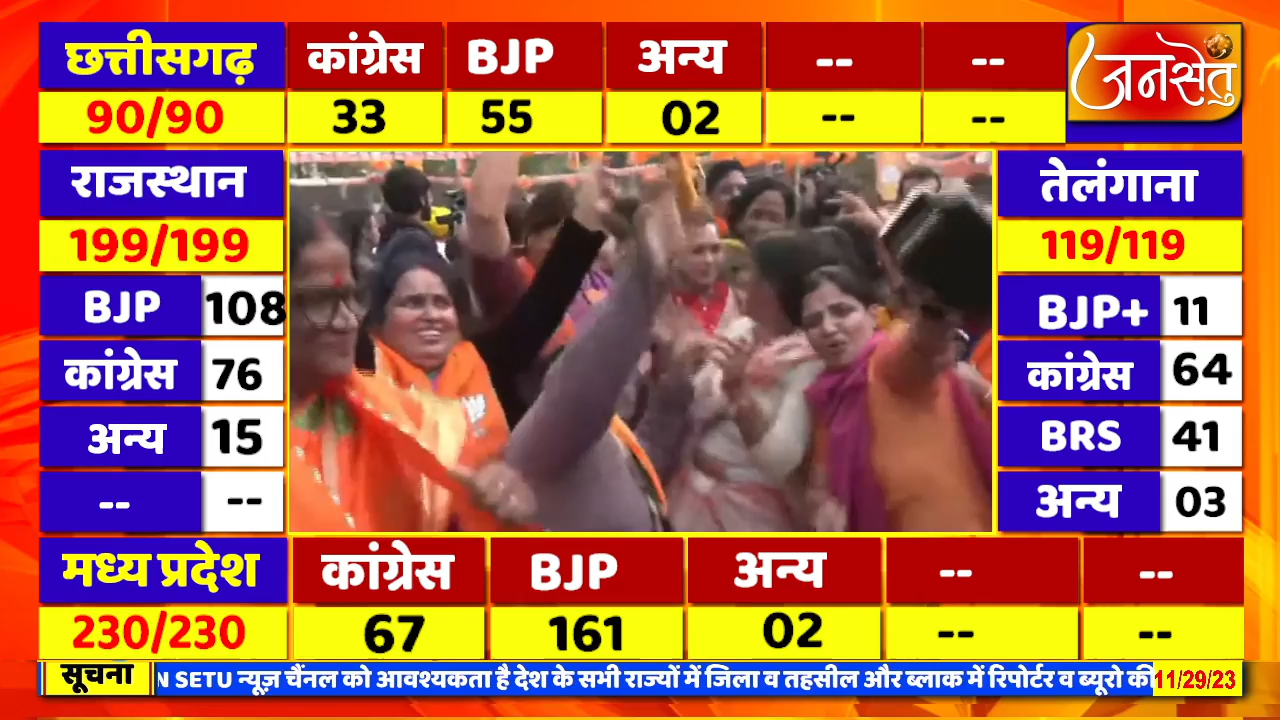 छत्तीसगढ़ कांग्रेस BJP अन्य -- --
90/90 33 55 02 -- --
जनसेतु
राजस्थान
199/199
BJP 108
कांग्रेस 76
अन्य 15
-- --
तेलंगाना
119/119
BJP+ 11
कांग्रेस 64
BRS 41
अन्य 03
मध्य प्रदेश कांग्रेस BJP अन्य -- --
230/230 67 161 02 -- --
सूचना N SETU न्यूज़ चैंनल को आवश्यकता है देश के सभी राज्यों में जिला व तहसील और ब्लाक में रिपोर्टर व ब्यूरो की 11/29/23